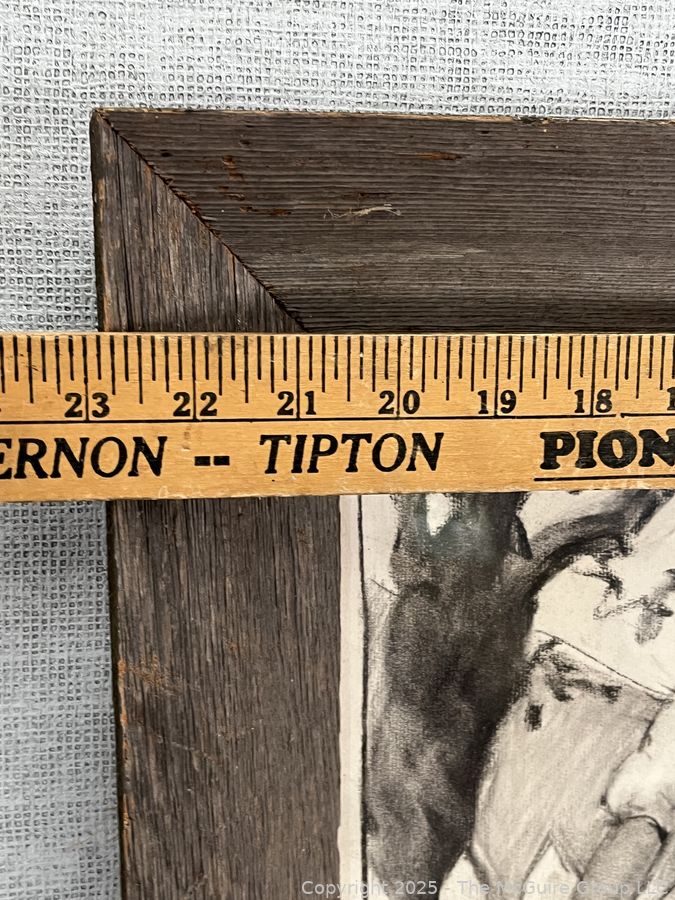 23 22 21 20 19 18
ERNON -- TIPTON PION
Copyright 2025 - The McGuire Group LLC